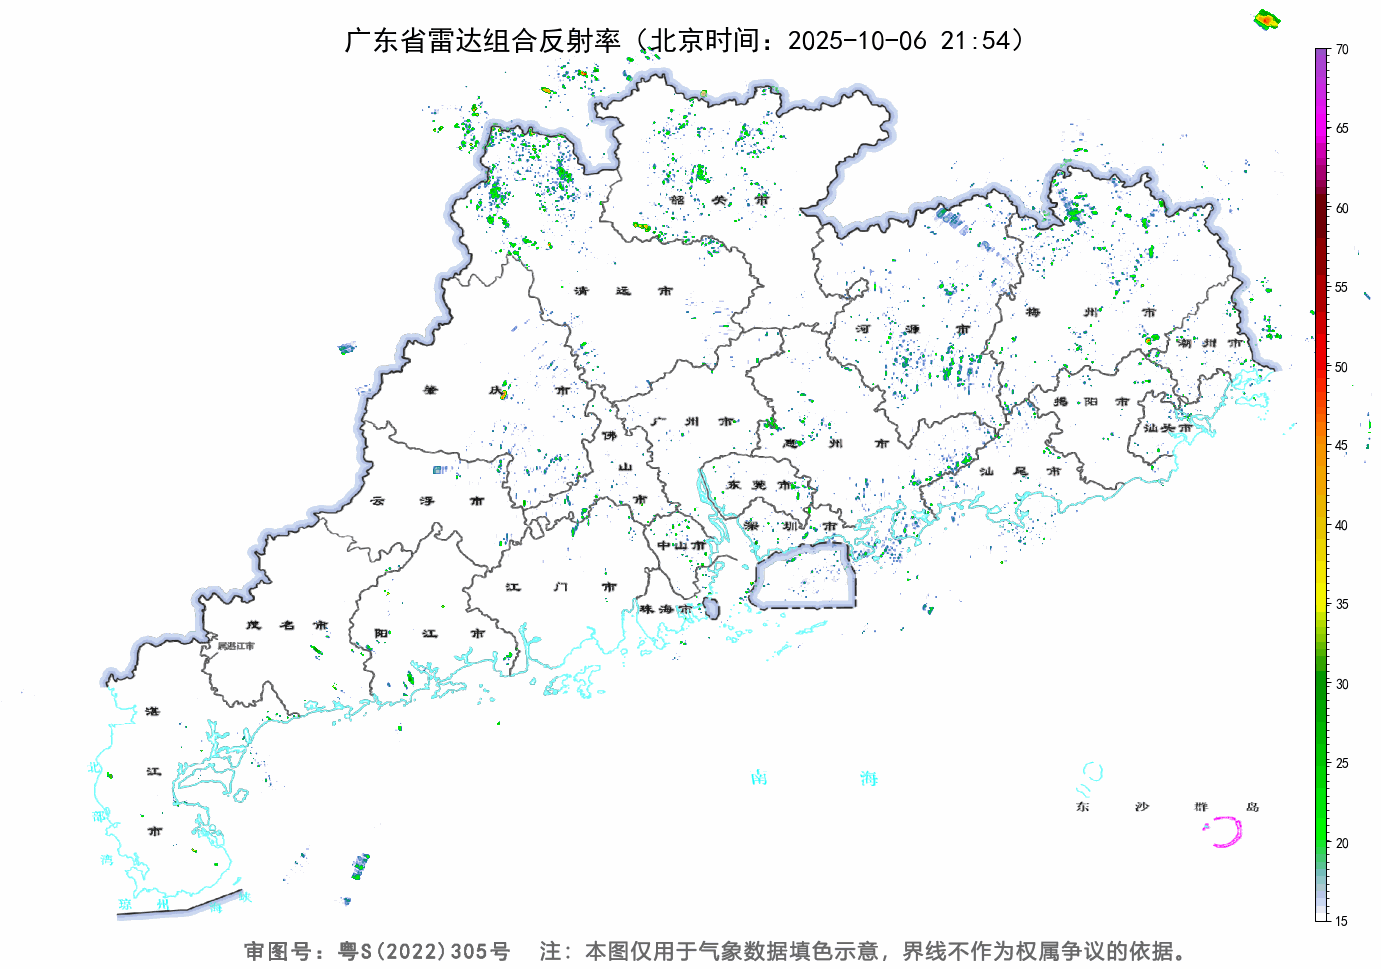 广东省雷达组合反射率（北京时间：2025-10-06 21:54）
70
65
60
55
50
45
40
35
30
25
20
15
韶关市
清远市
河源市
梅州市
潮州市
肇庆市
广州市
佛山市
惠州市
揭阳市
汕头市
汕尾市
东莞市
云浮市
深圳市
中山市
江门市
珠海市
茂名市
阳江市
属湛江市
湛江市
北部湾
琼州海峡
南海
东沙群岛
审图号：粤S(2022)305号 注：本图仅用于气象数据填色示意，界线不作为权属争议的依据。